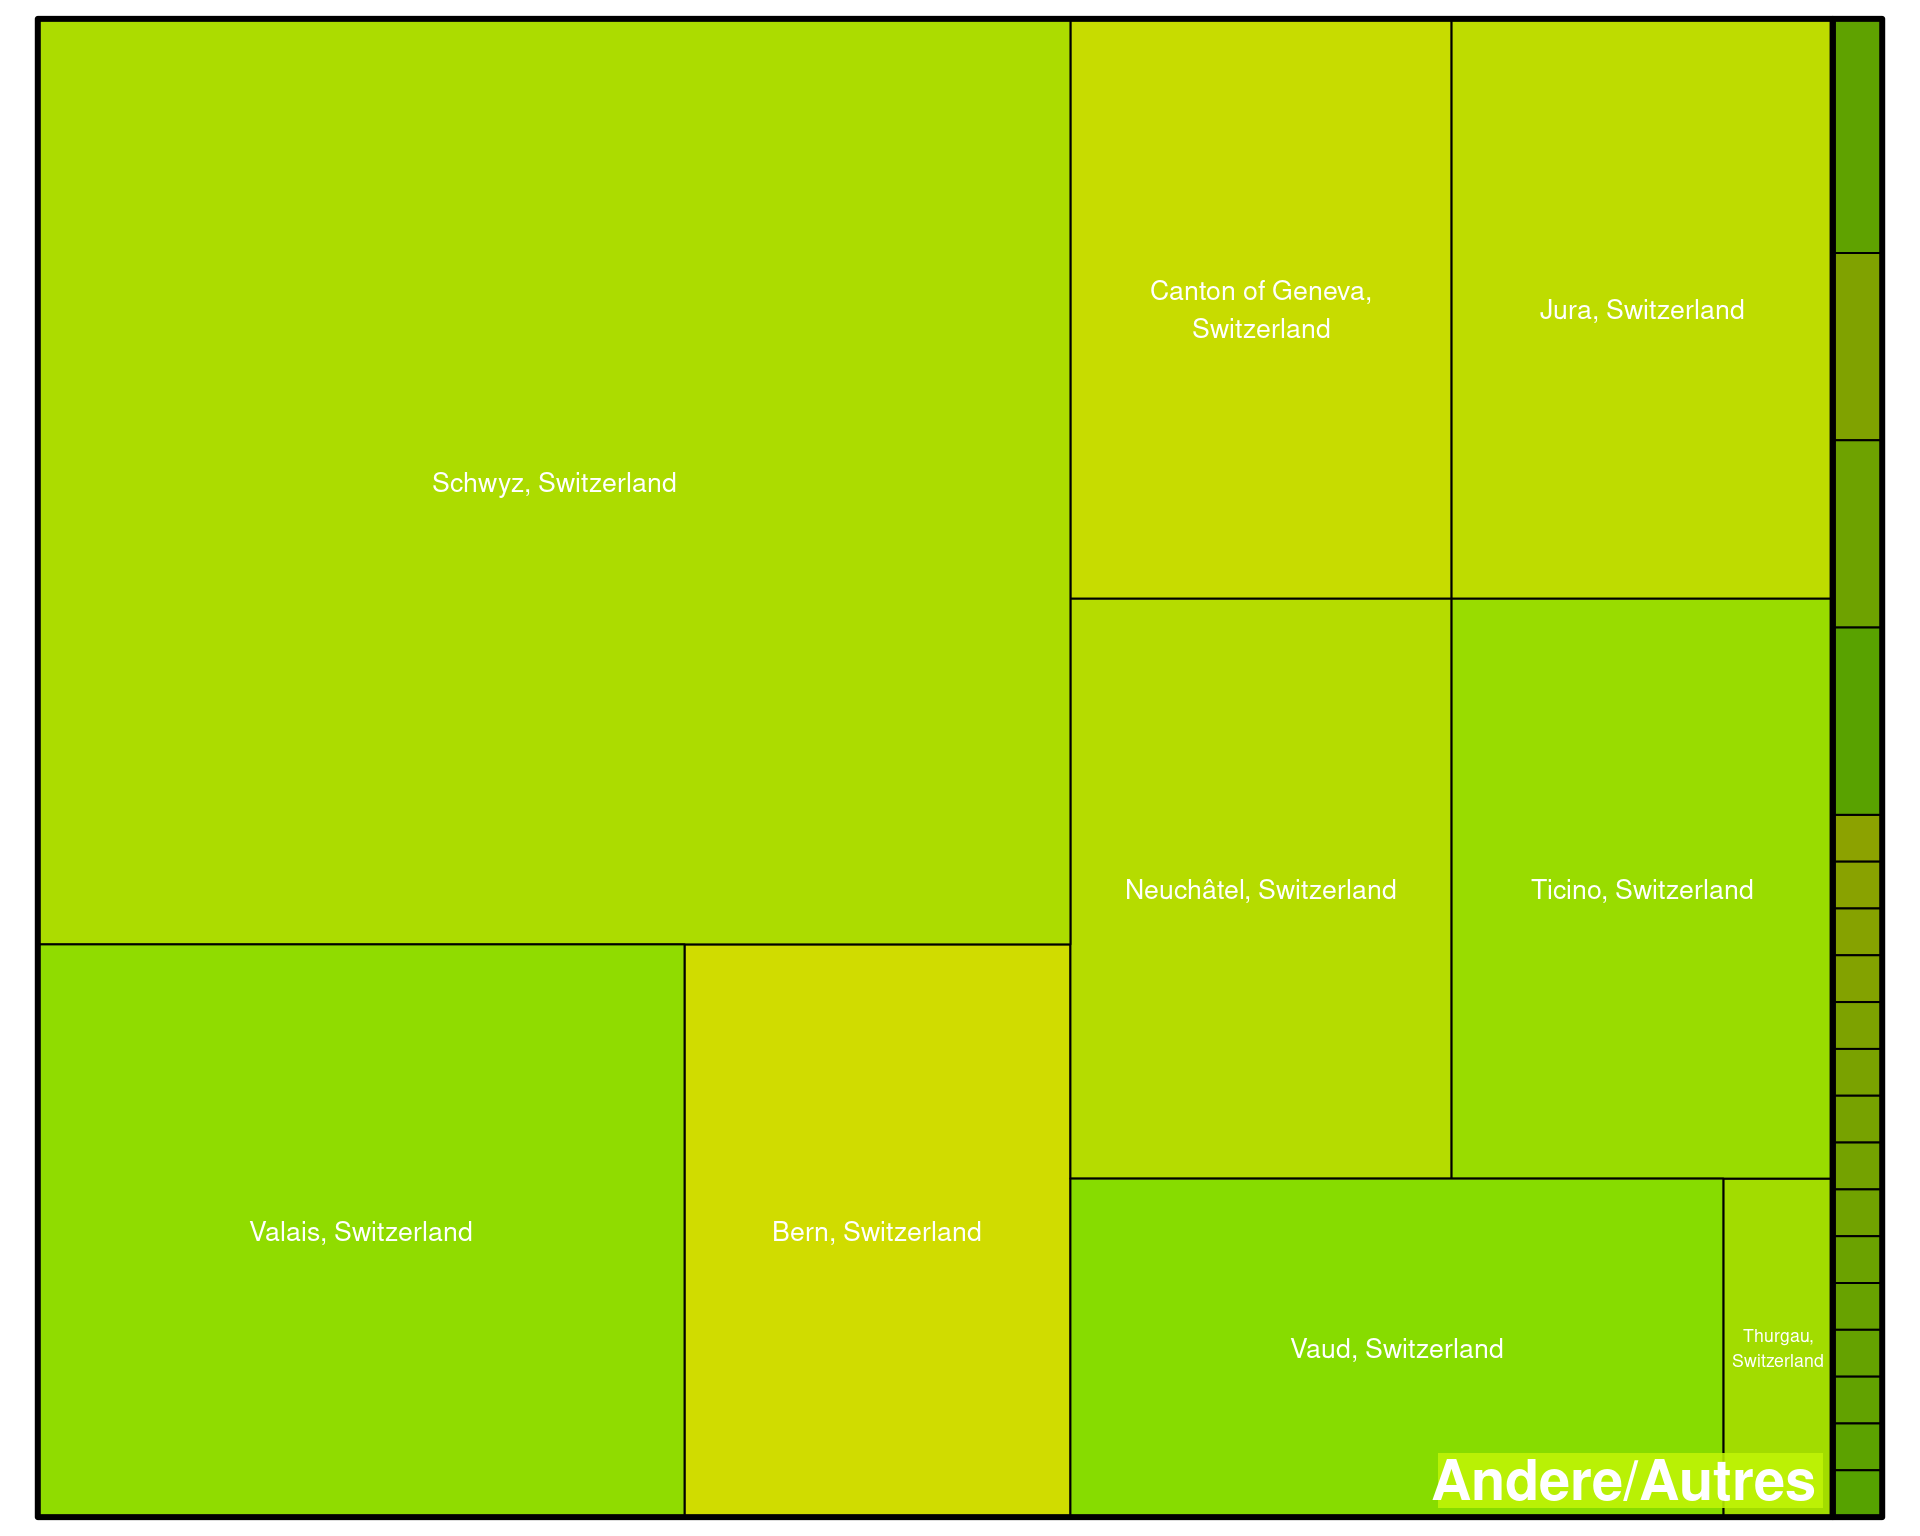 Schwyz, Switzerland
Canton of Geneva,
Switzerland
Jura, Switzerland
Neuchâtel, Switzerland
Ticino, Switzerland
Valais, Switzerland
Bern, Switzerland
Vaud, Switzerland
Thurgau,
Switzerland
Andere/Autres